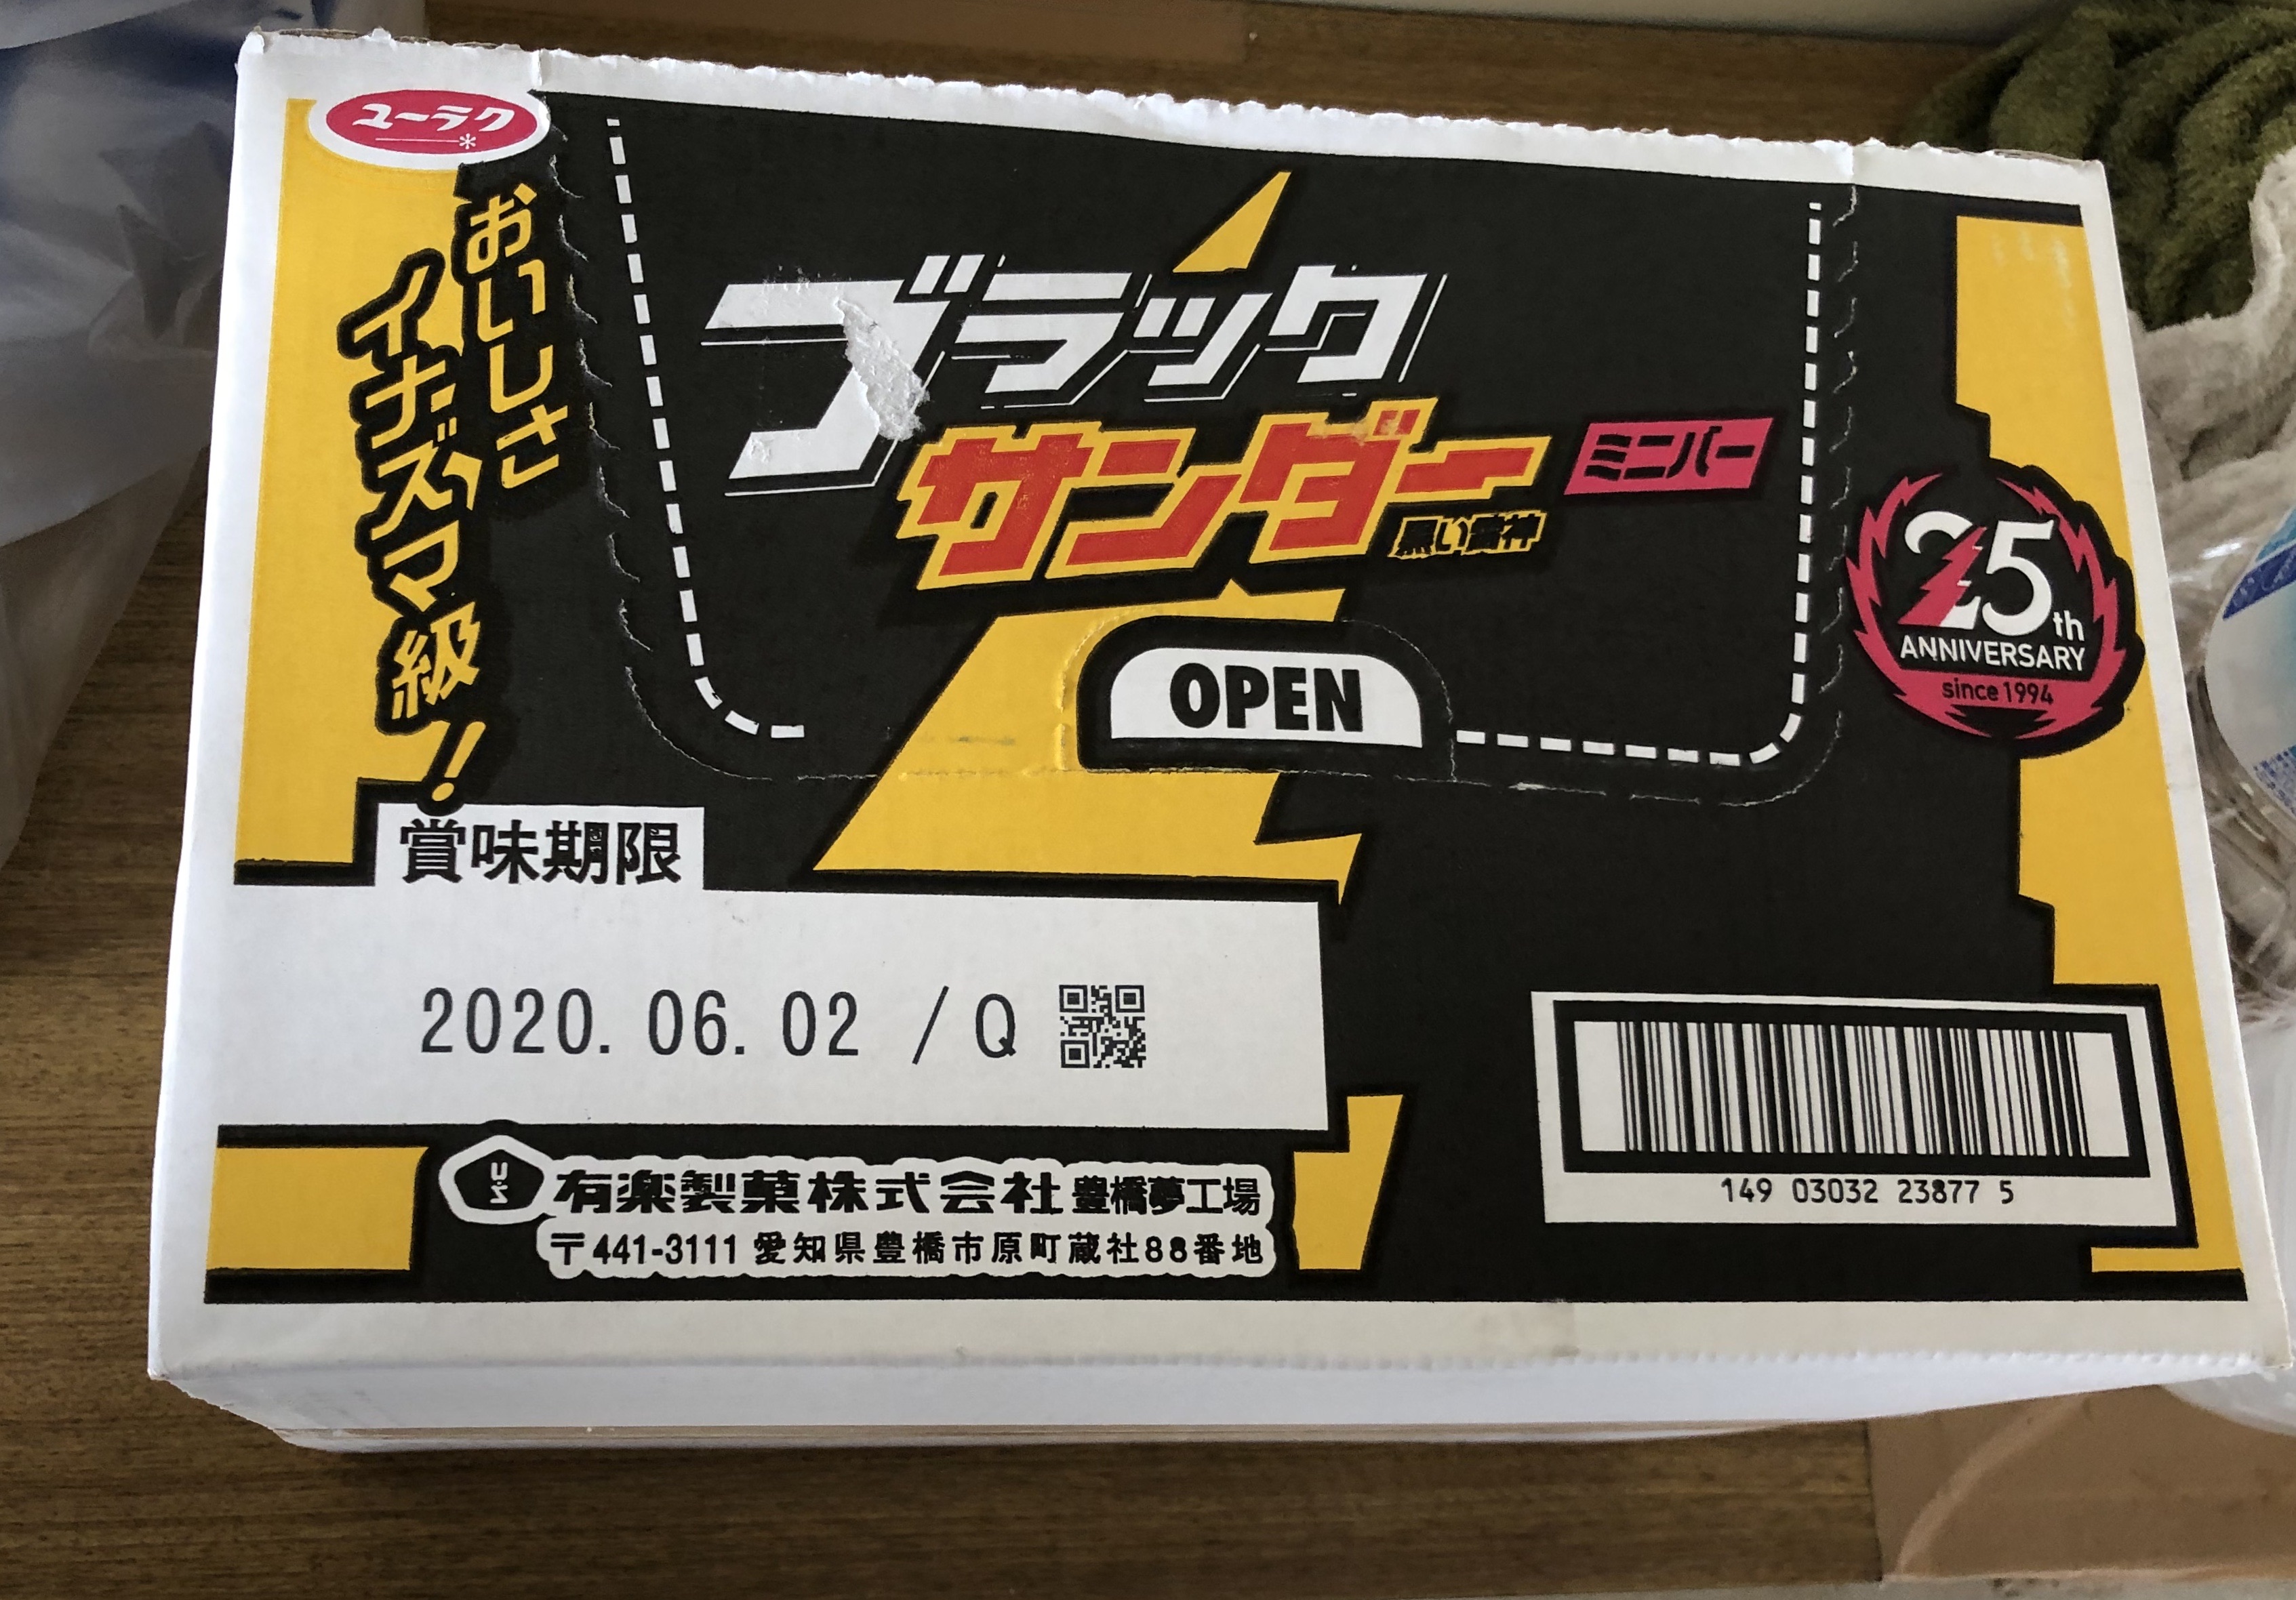 ユーラク
おいしさ
イナズマ級!
ブラック
サンダー
ミニバー
黒い雷神
25th
ANNIVERSARY
since 1994
OPEN
賞味期限
2020. 06. 02 / Q
149 03032 23877 5
有楽製菓株式会社 豊橋夢工場
〒441-3111 愛知県豊橋市原町蔵社88番地